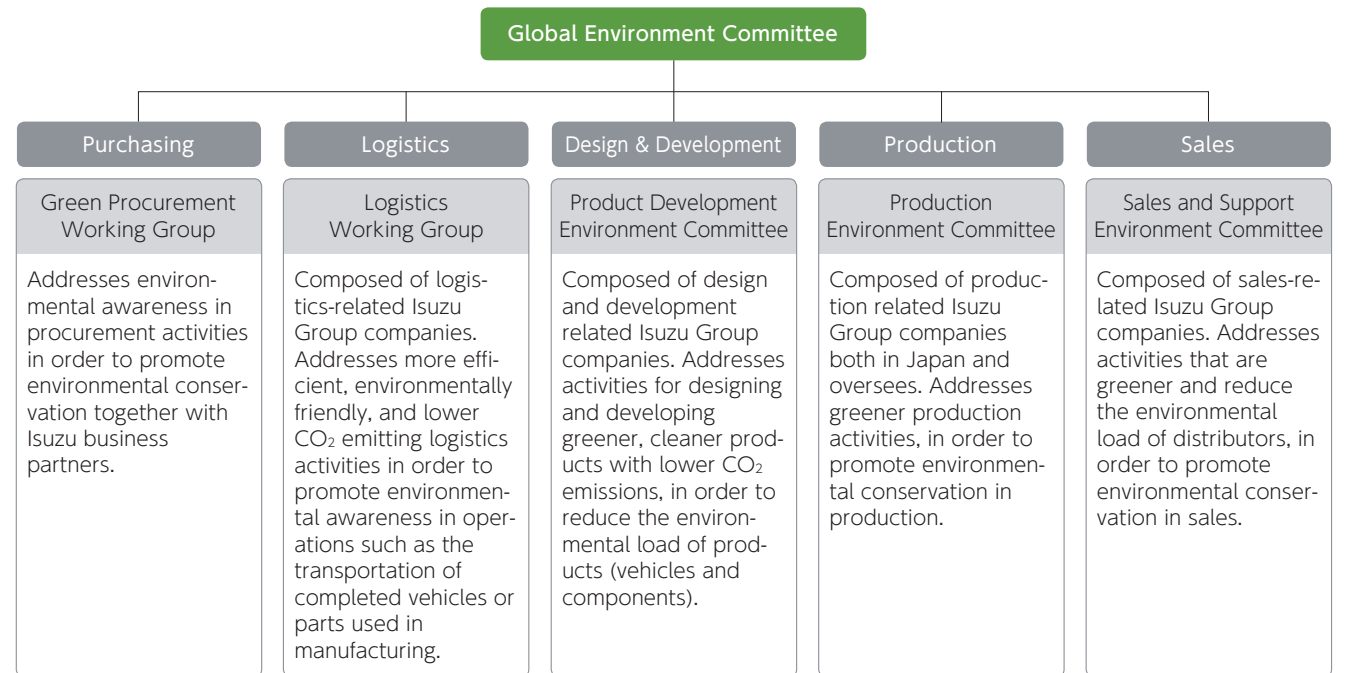 Global Environment Committee
Purchasing
Green Procurement
Working Group
Addresses environ-
mental awareness in
procurement activities
in order to promote
environmental conser-
vation together with
Isuzu business
partners.
Logistics
Logistics
Working Group
Composed of logis-
tics-related Isuzu
Group companies.
Addresses more effi-
cient, environmentally
friendly, and lower
CO₂ emitting logistics
activities in order to
promote environmen-
tal awareness in oper-
ations such as the
transportation of
completed vehicles or
parts used in
manufacturing.
Design & Development
Product Development
Environment Committee
Composed of design
and development
related Isuzu Group
companies. Addresses
activities for designing
and developing
greener, cleaner prod-
ucts with lower CO₂
emissions, in order to
reduce the environ-
mental load of prod-
ucts (vehicles and
components).
Production
Production
Environment Committee
Composed of produc-
tion related Isuzu
Group companies
both in Japan and
oversees. Addresses
greener production
activities, in order to
promote environmen-
tal conservation in
production.
Sales
Sales and Support
Environment Committee
Composed of sales-re-
lated Isuzu Group
companies. Addresses
activities that are
greener and reduce
the environmental
load of distributors, in
order to promote
environmental conser-
vation in sales.